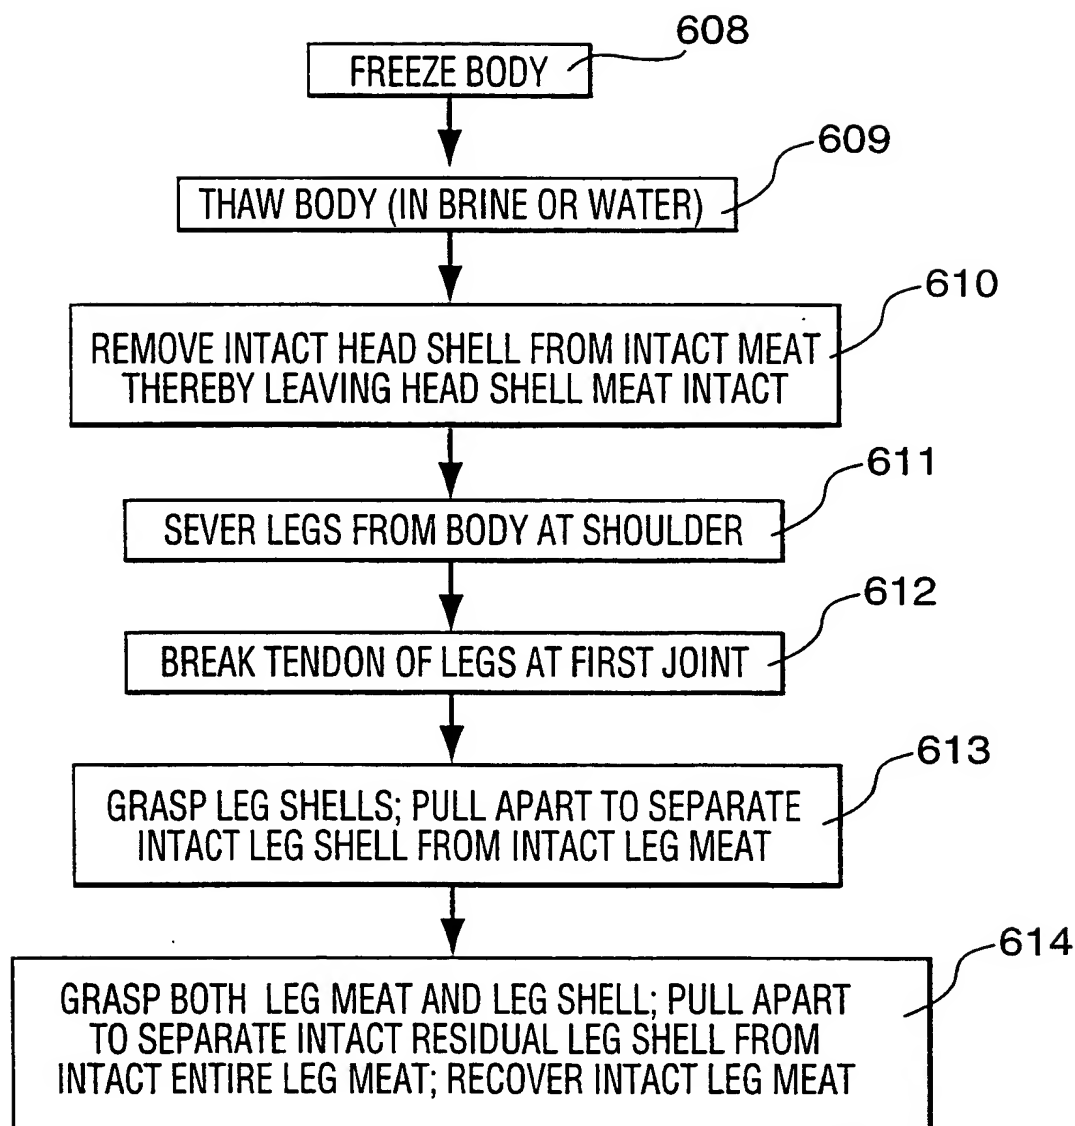 608
FREEZE BODY
609
THAW BODY (IN BRINE OR WATER)
610
REMOVE INTACT HEAD SHELL FROM INTACT MEAT
THEREBY LEAVING HEAD SHELL MEAT INTACT
611
SEVER LEGS FROM BODY AT SHOULDER
612
BREAK TENDON OF LEGS AT FIRST JOINT
613
GRASP LEG SHELLS; PULL APART TO SEPARATE
INTACT LEG SHELL FROM INTACT LEG MEAT
614
GRASP BOTH LEG MEAT AND LEG SHELL; PULL APART
TO SEPARATE INTACT RESIDUAL LEG SHELL FROM
INTACT ENTIRE LEG MEAT; RECOVER INTACT LEG MEAT